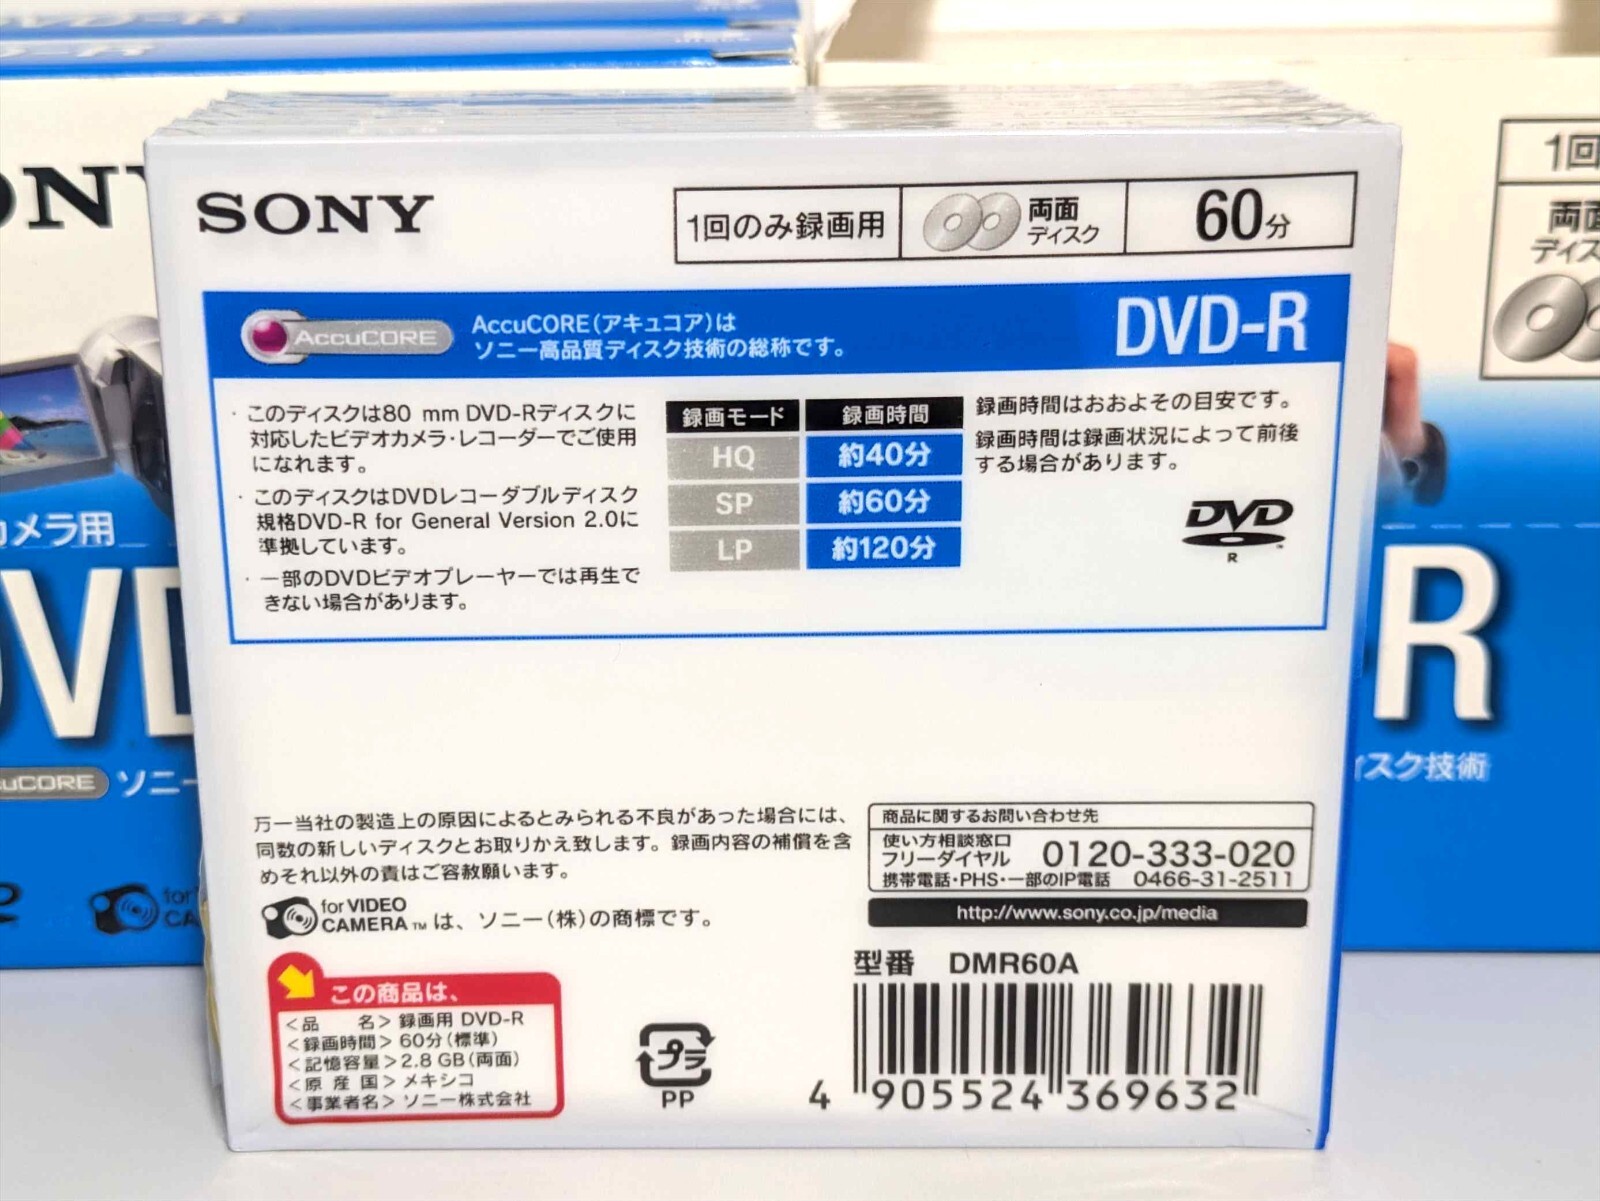 SONY
1回のみ録画用
両面
ディスク
60分
AccuCORE
AccuCORE(アキュコア)は
ソニー高品質ディスク技術の総称です。
DVD-R
・このディスクは80 mm DVD-Rディスクに
対応したビデオカメラ・レコーダーでご使用
になれます。
・このディスクはDVDレコーダブルディスク
規格DVD-R for General Version 2.0に
準拠しています。
・一部のDVDビデオプレーヤーでは再生で
きない場合があります。
録画モード 録画時間
HQ 約40分
SP 約60分
LP 約120分
録画時間はおおよその目安です。
録画時間は録画状況によって前後
する場合があります。
DVD
R
万一当社の製造上の原因によるとみられる不良があった場合には、
同数の新しいディスクとお取りかえ致します。録画内容の補償を含
めそれ以外の責はご容赦願います。
for VIDEO
CAMERA TM は、ソニー(株)の商標です。
商品に関するお問い合わせ先
使い方相談窓口
フリーダイヤル 0120-333-020
携帯電話・PHS・一部のIP電話 0466-31-2511
http://www.sony.co.jp/media
この商品は、
<品 名> 録画用 DVD-R
<録画時間> 60分(標準)
<記憶容量> 2.8 GB(両面)
<原 産 国> メキシコ
<事業者名> ソニー株式会社
プラ
PP
型番 DMR60A
4 905524 369632
カメラ用
ディスク技術